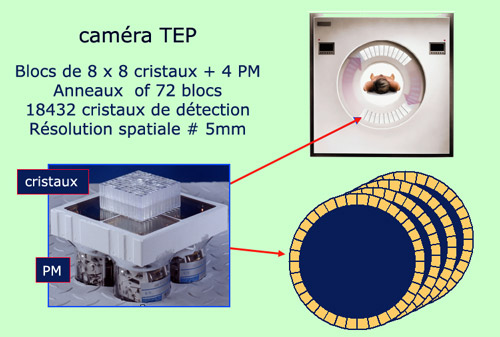 caméra TEP
Blocs de 8 x 8 cristaux + 4 PM
Anneaux  of 72 blocs
18432 cristaux de détection
Résolution spatiale # 5mm
cristaux
PM